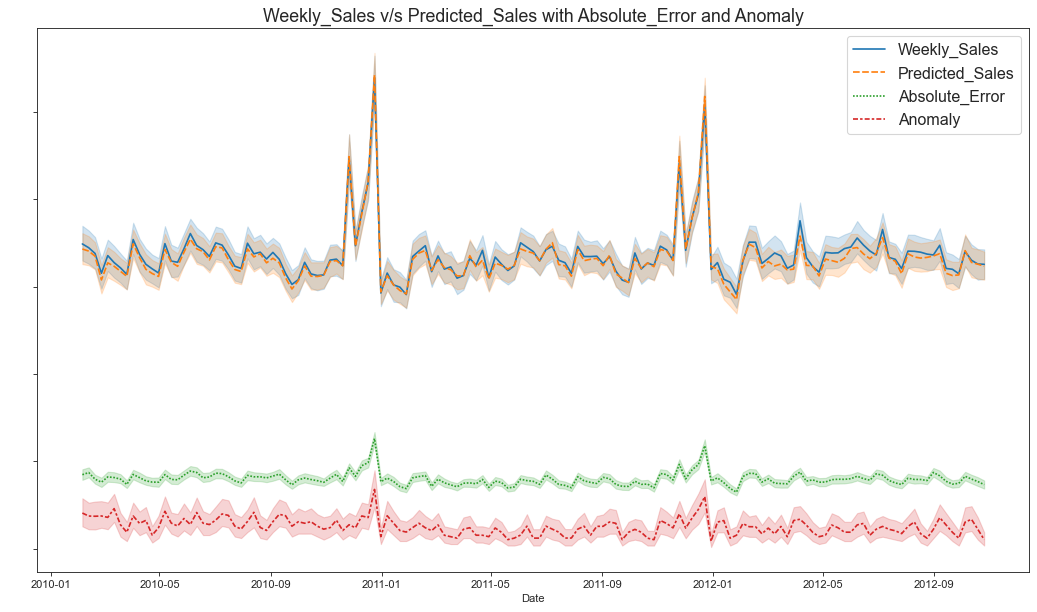 Weekly_Sales v/s Predicted_Sales with Absolute_Error and Anomaly
Weekly_Sales
Predicted_Sales
Absolute_Error
Anomaly
2010-01 2010-05 2010-09 2011-01 2011-05 2011-09 2012-01 2012-05 2012-09
Date